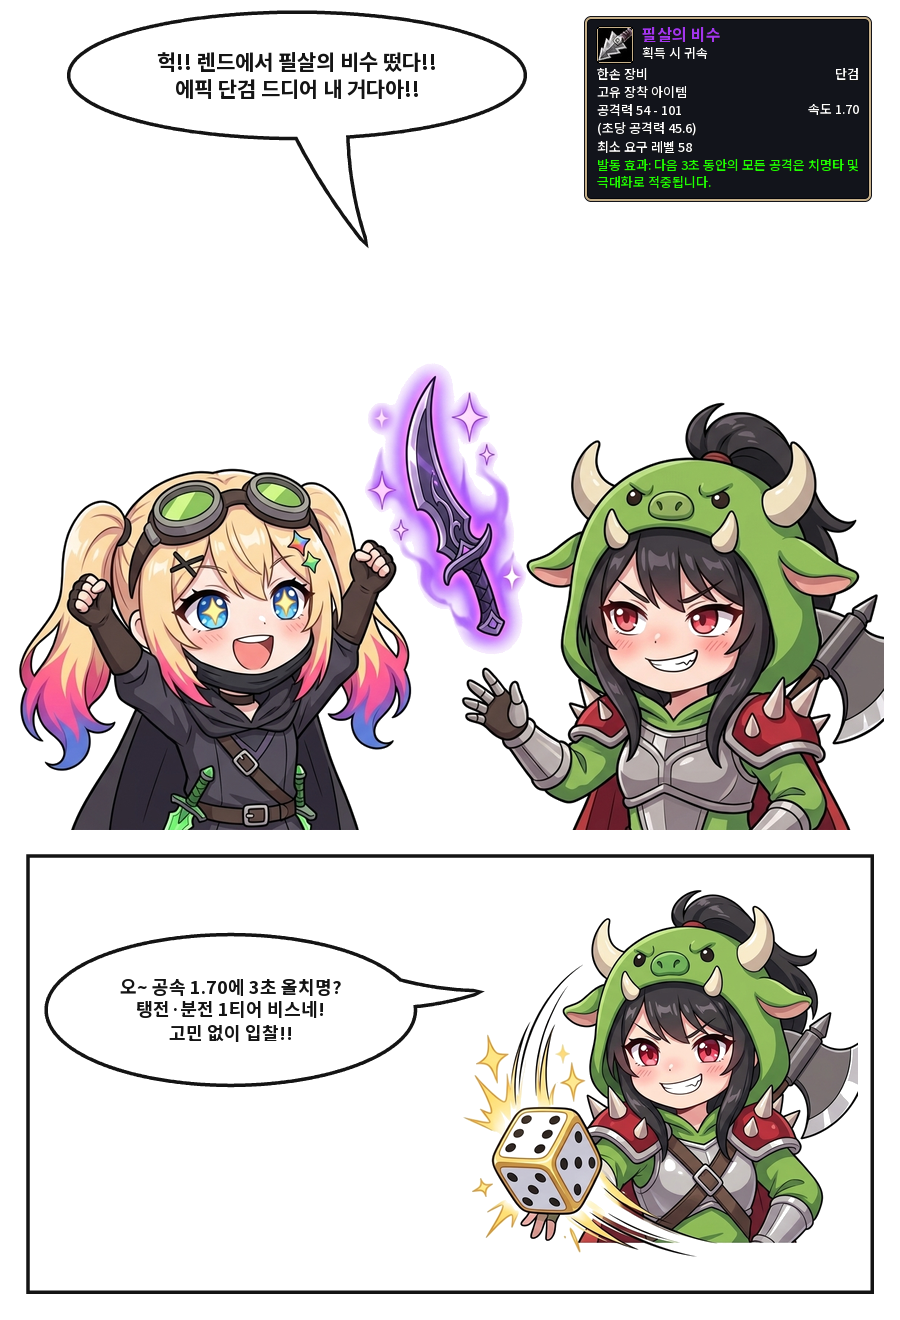 헉!! 렌드에서 필살의 비수 떴다!!
에픽 단검 드디어 내 거다아!!
필살의 비수
획득 시 귀속
한손 장비 단검
고유 장착 아이템
공격력 54 - 101 속도 1.70
(초당 공격력 45.6)
최소 요구 레벨 58
발동 효과: 다음 3초 동안의 모든 공격은 치명타 및
극대화로 적중됩니다.
오~ 공속 1.70에 3초 올치명?
탱전·분전 1티어 비스네!
고민 없이 입찰!!